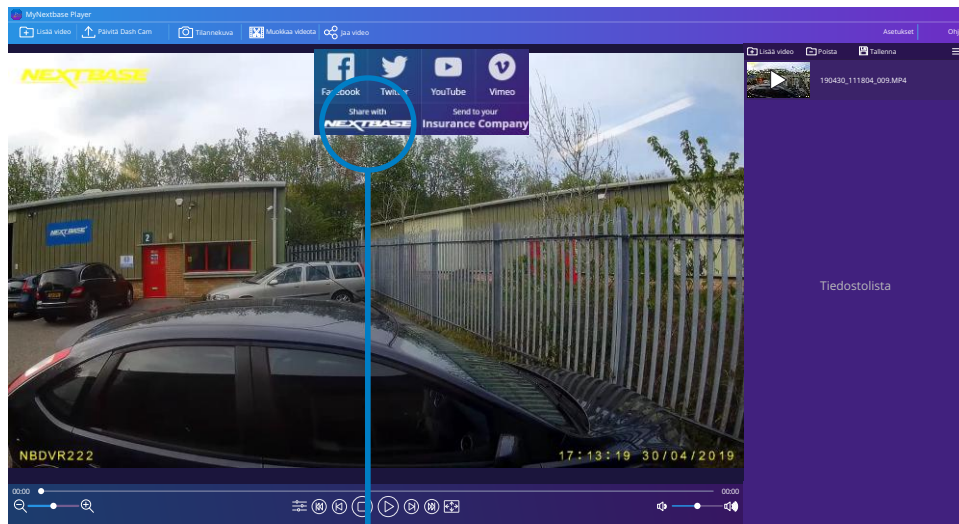 MyNextbase Player
Lisää video
Päivitä Dash Cam
Tilannekuva
Muokkaa videota
Jaa video
Asetukset
Ohj
NEXTBASE
Facebook
Twitter
YouTube
Vimeo
Share with
NEXTBASE
Send to your
Insurance Company
Lisää video
Poista
Tallenna
190430_111804_009.MP4
NEXTBASE
2
Tiedostolista
NBDVR222
17:13:19 30/04/2019
00:00
00:00